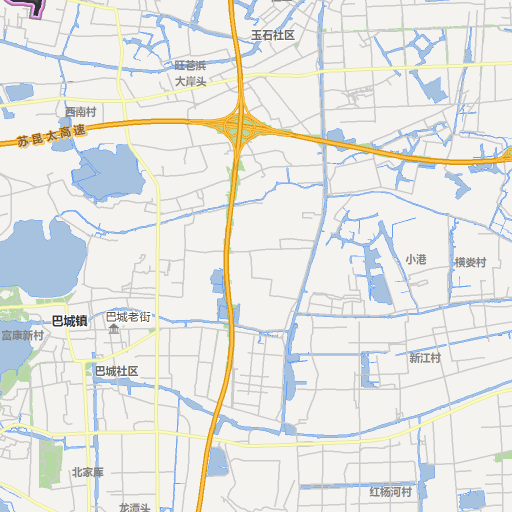 玉石社区
旺巷浜
大岸头
西南村
苏昆太高速
小港
横娄村
巴城老街
巴城镇
富康新村
新江村
巴城社区
北家厍
红杨河村
龙潭头